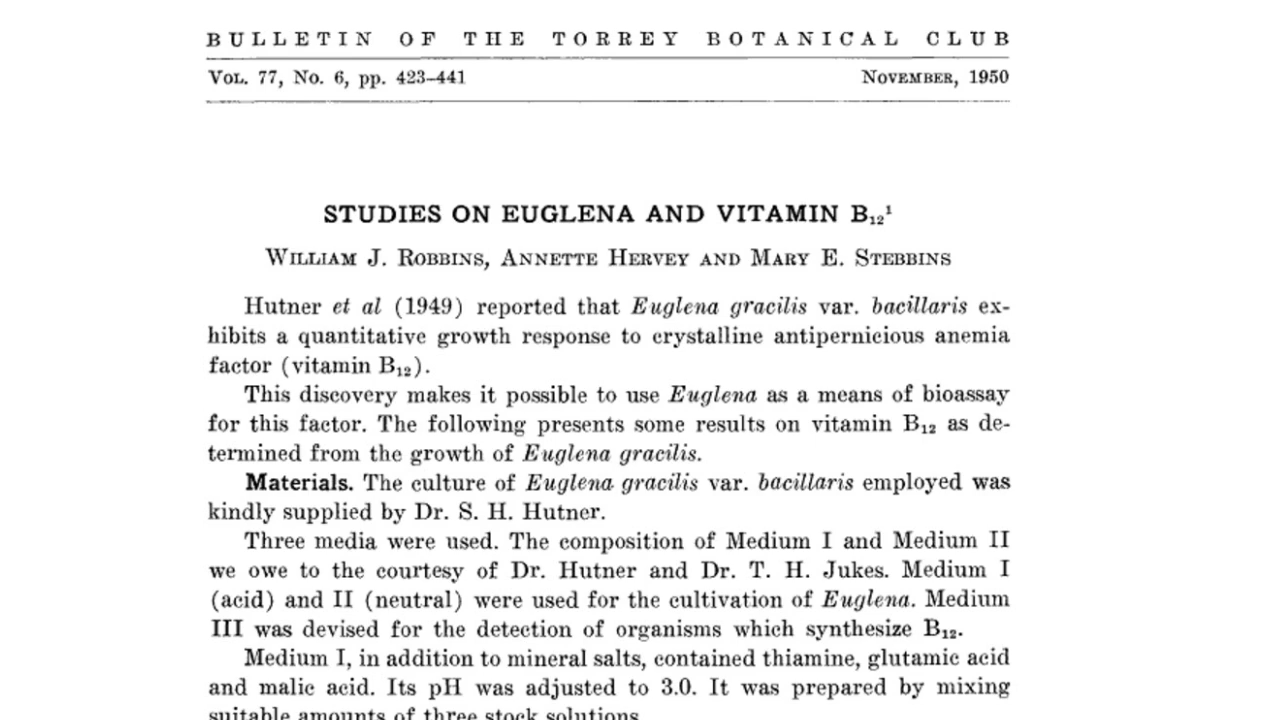 BULLETIN OF THE TORREY BOTANICAL CLUB
Vol. 77, No. 6, pp. 423–441 November, 1950
STUDIES ON EUGLENA AND VITAMIN B₁₂¹
William J. Robbins, Annette Hervey and Mary E. Stebbins
Hutner et al (1949) reported that Euglena gracilis var. bacillaris ex-
hibits a quantitative growth response to crystalline antipernicious anemia
factor (vitamin B₁₂).
This discovery makes it possible to use Euglena as a means of bioassay
for this factor. The following presents some results on vitamin B₁₂ as de-
termined from the growth of Euglena gracilis.
Materials. The culture of Euglena gracilis var. bacillaris employed was
kindly supplied by Dr. S. H. Hutner.
Three media were used. The composition of Medium I and Medium II
we owe to the courtesy of Dr. Hutner and Dr. T. H. Jukes. Medium I
(acid) and II (neutral) were used for the cultivation of Euglena. Medium
III was devised for the detection of organisms which synthesize B₁₂.
Medium I, in addition to mineral salts, contained thiamine, glutamic acid
and malic acid. Its pH was adjusted to 3.0. It was prepared by mixing
suitable amounts of three stock solutions.